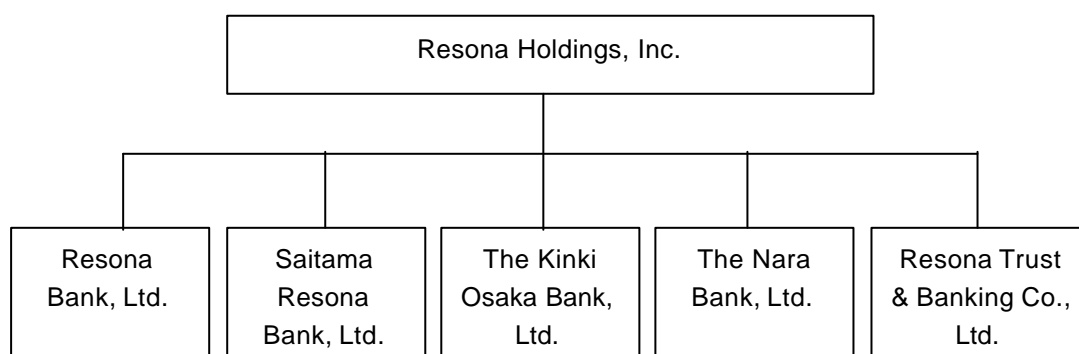 Resona Holdings, Inc.
Resona
Bank, Ltd.
Saitama
Resona
Bank, Ltd.
The Kinki
Osaka Bank,
Ltd.
The Nara
Bank, Ltd.
Resona Trust
& Banking Co.,
Ltd.